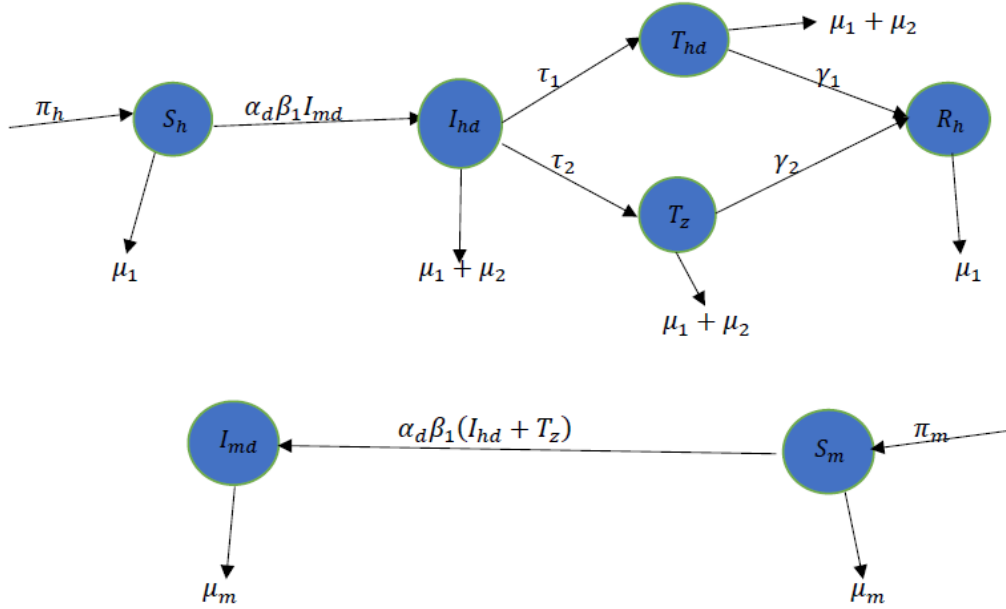 π_h
S_h
α_dβ_1I_md
I_hd
τ_1
τ_2
T_hd
μ_1 + μ_2
T_z
γ_1
γ_2
R_h
μ_1
μ_1 + μ_2
μ_1 + μ_2
μ_1
I_md
α_dβ_1(I_hd + T_z)
S_m
π_m
μ_m
μ_m